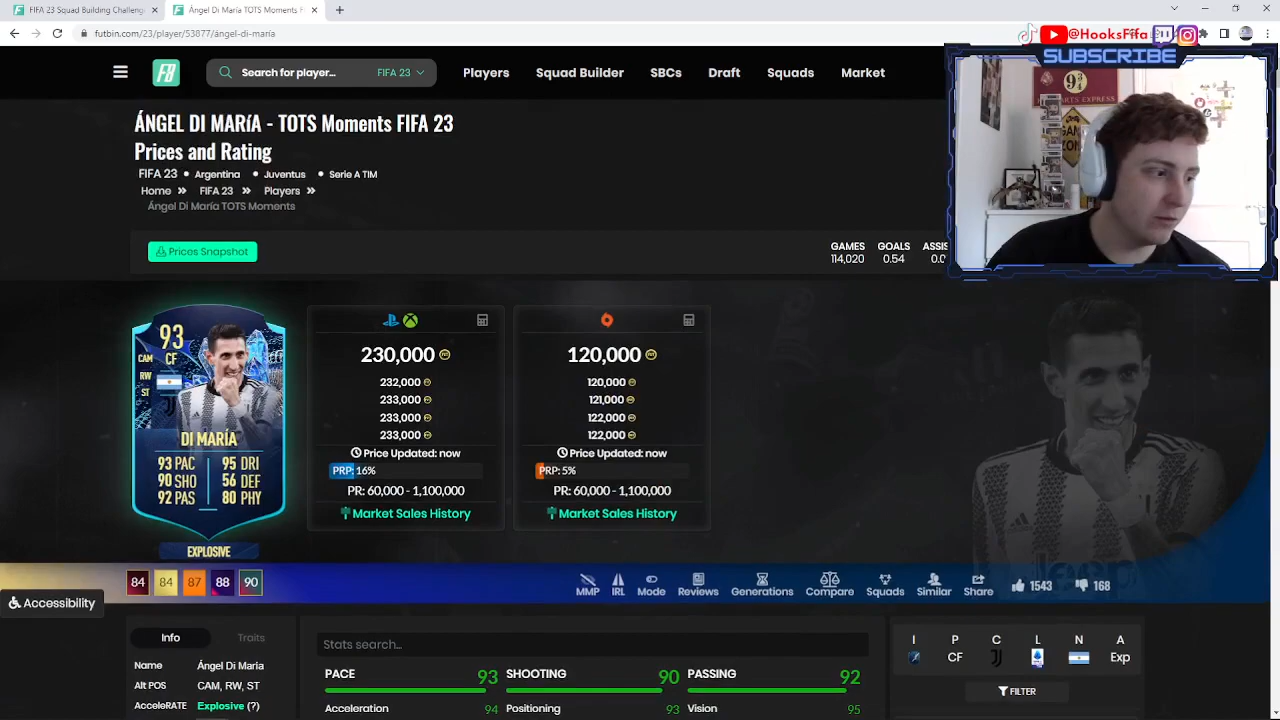 FIFA 23 Squad Building Challeng
Ángel Di María TOTS Moments F
futbin.com/23/player/53877/ángel-di-maria
@HooksFifa
SUBSCRIBE
Search for player...
FIFA 23
Players
Squad Builder
SBCs
Draft
Squads
Market
ÁNGEL DI MARÍA - TOTS Moments FIFA 23
Prices and Rating
FIFA 23 • Argentina • Juventus • Serie A TIM
Home » FIFA 23 » Players »
Ángel Di María TOTS Moments
Prices Snapshot
GAMES GOALS ASSIS
114,020 0.54 0.0
93
CAM CF
RW
ST
DI MARÍA
93 PAC 95 DRI
90 SHO 56 DEF
92 PAS 80 PHY
EXPLOSIVE
230,000
232,000
233,000
233,000
233,000
Price Updated: now
PRP: 16%
PR: 60,000 - 1,100,000
Market Sales History
120,000
120,000
121,000
122,000
122,000
Price Updated: now
PRP: 5%
PR: 60,000 - 1,100,000
Market Sales History
84 84 87 88 90
MMP IRL Mode Reviews Generations Compare Squads Similar Share 1543 168
Accessibility
Info
Traits
Name Ángel Di María
Alt POS CAM, RW, ST
AcceleRATE Explosive (?)
Stats search...
PACE 93
Acceleration 94
SHOOTING 90
Positioning 93
PASSING 92
Vision 95
I P C L N A
CF Exp
FILTER